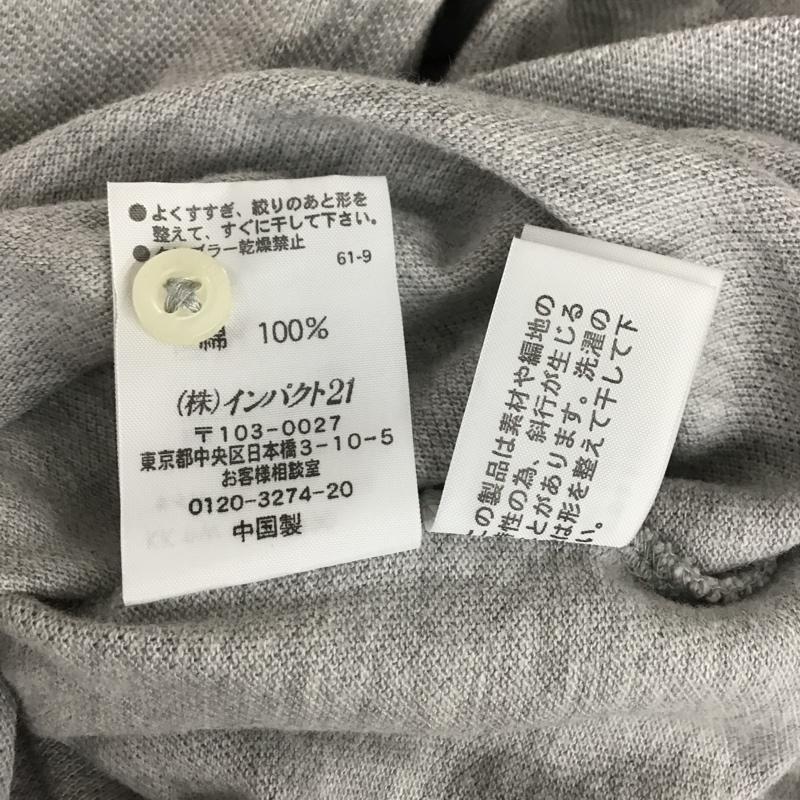 ●よくすすぎ、絞りのあと形を
整えて、すぐに干して下さい。
ブラー乾燥禁止
61-9
綿 100%
(株)インパクト21
〒103-0027
東京都中央区日本橋3-10-5
お客様相談室
0120-3274-20
中国製
この製品は素材や編地の
特性の為、斜行が生じる
とがあります。洗濯の
は形を整えて干して下
い。